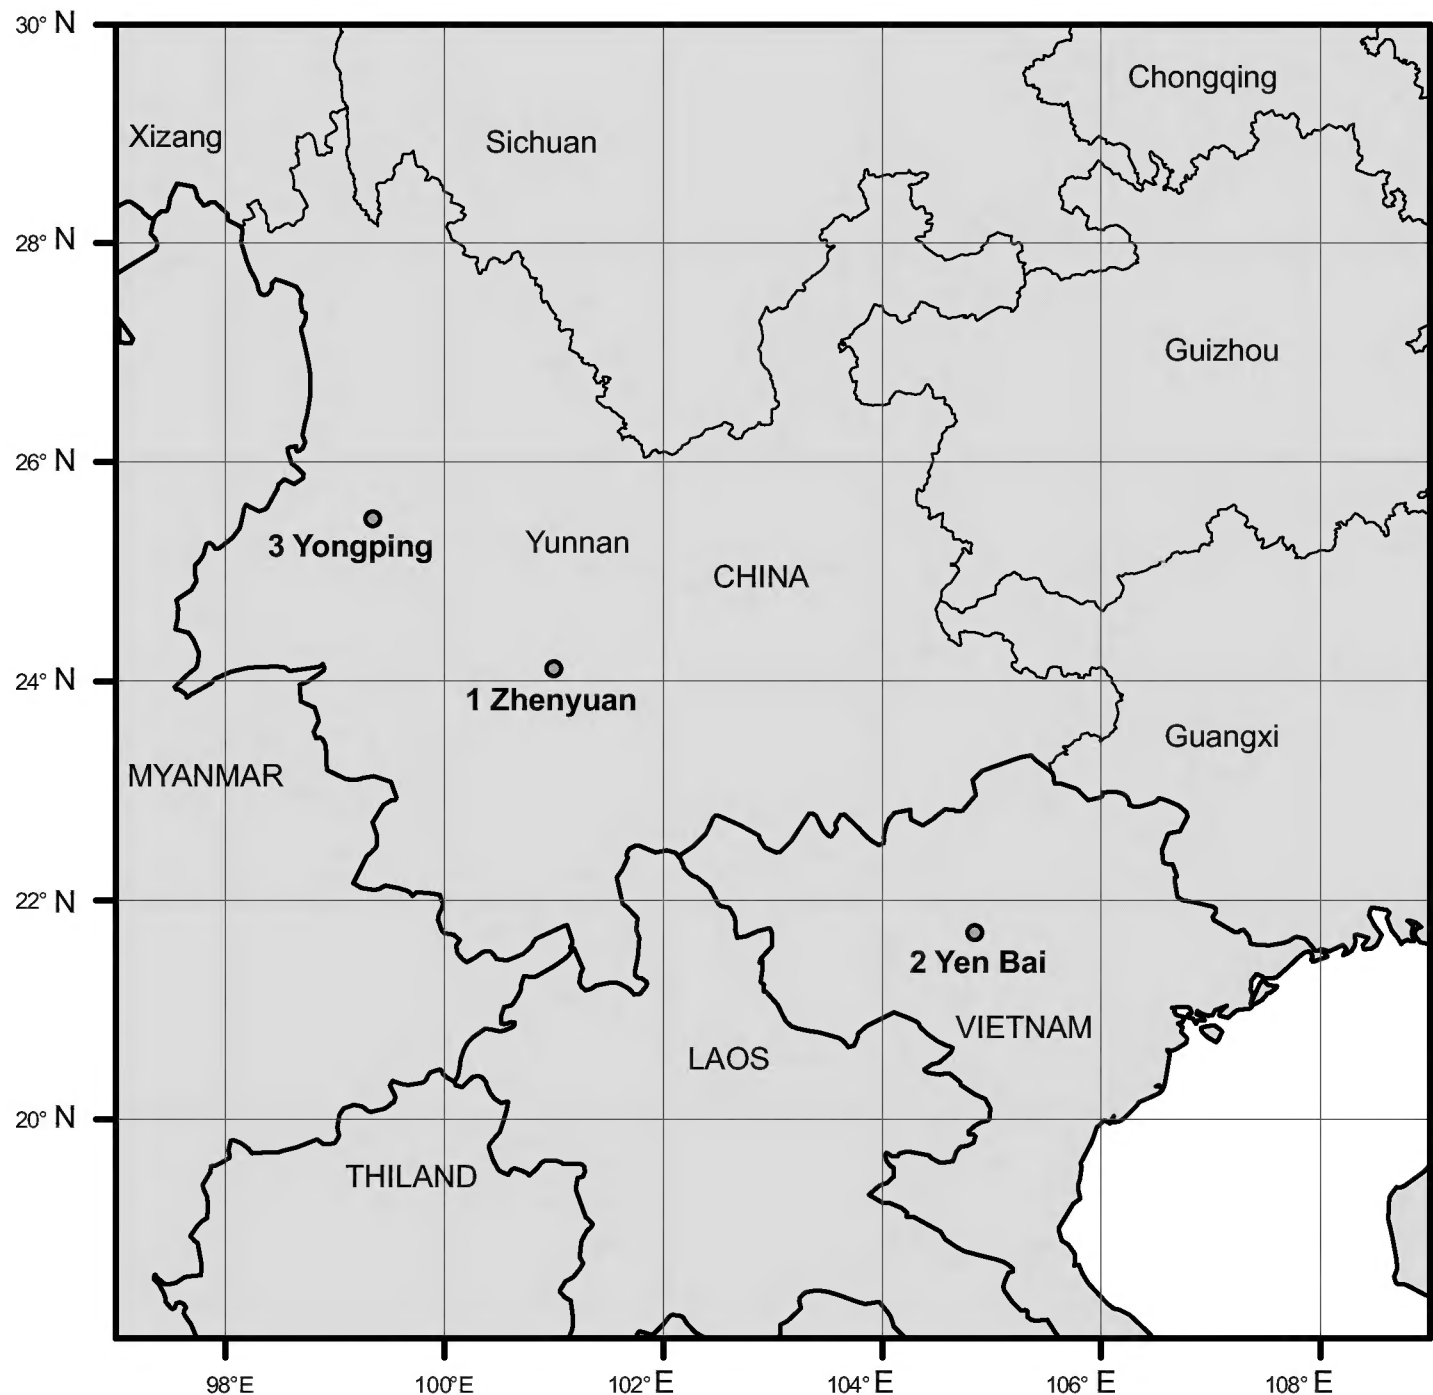 30° N
Chongqing
Xizang
Sichuan
28° N
Guizhou
26° N
3 Yongping
Yunnan
CHINA
24° N
1 Zhenyuan
Guangxi
MYANMAR
22° N
2 Yen Bai
VIETNAM
LAOS
20° N
THILAND
98°E
100°E
102°E
104°E
106°E
108°E